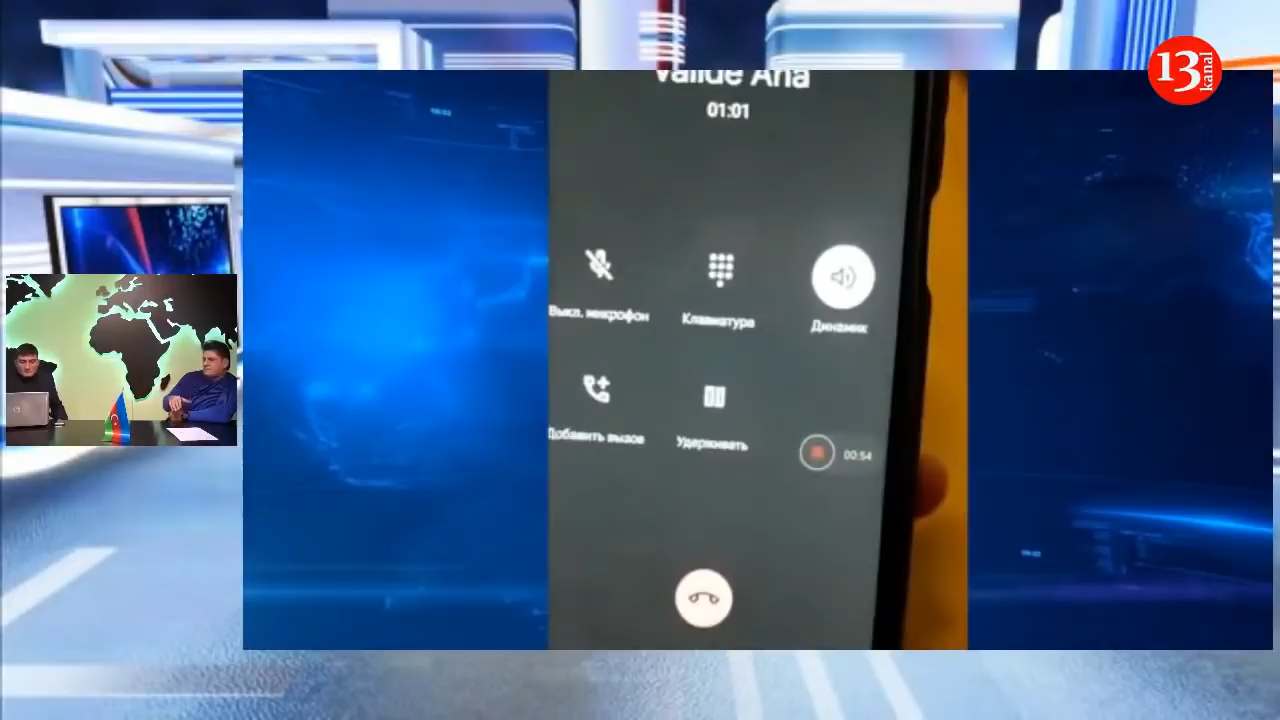 13
kanal
Valide Ana
01:01
Выкл. микрофон
Клавиатура
Динамик
Добавить вызов
Удерживать
00:54